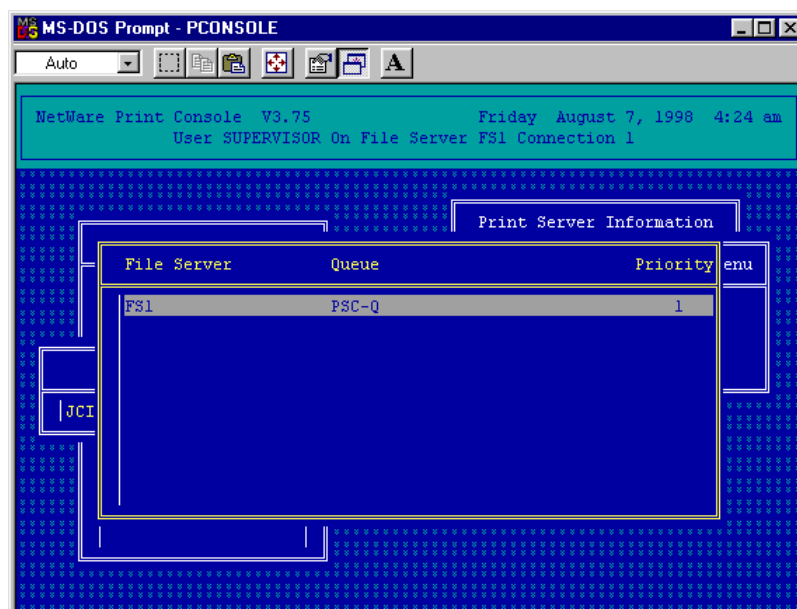 MS-DOS Prompt - PCONSOLE
Auto
A
NetWare Print Console V3.75 Friday August 7, 1998 4:24 am
User SUPERVISOR On File Server FS1 Connection 1
Print Server Information
File Server Queue Priority
enu
FS1 PSC-Q 1
JCI